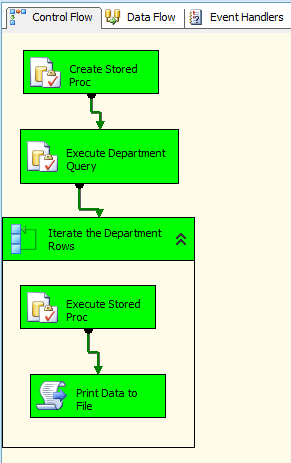 Control Flow
Data Flow
Event Handlers
Create Stored
Proc
Execute Department
Query
Iterate the Department
Rows
Execute Stored
Proc
Print Data to
File